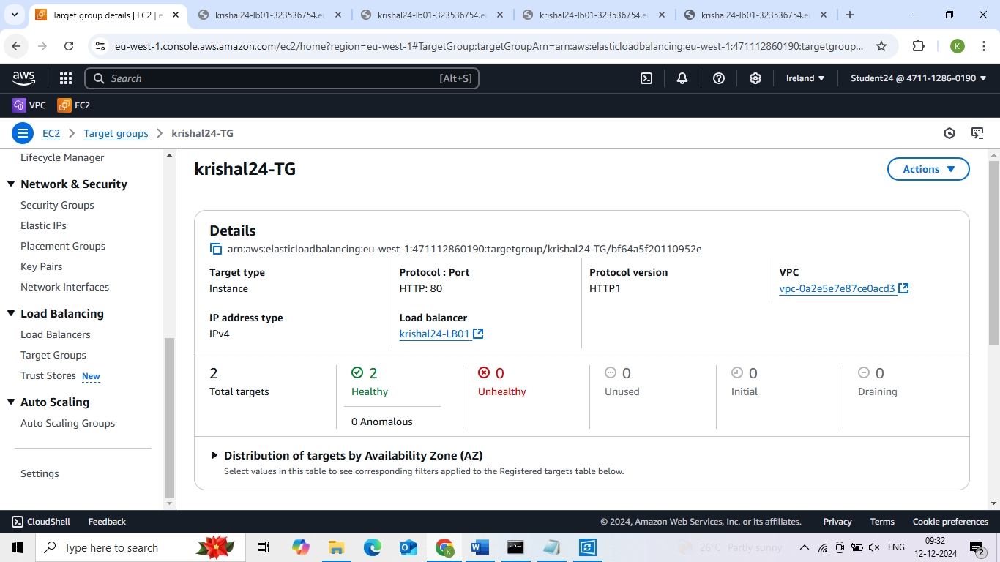 Target group details | EC2 | e
krishal24-lb01-323536754.eu
krishal24-lb01-323536754.eu
krishal24-lb01-323536754.eu
krishal24-lb01-323536754.eu
eu-west-1.console.aws.amazon.com/ec2/home?region=eu-west-1#TargetGroup:targetGroupArn=arn:aws:elasticloadbalancing:eu-west-1:471112860190:targetgroup...
K
aws
Search
[Alt+S]
Ireland
Student24 @ 4711-1286-0190
VPC
EC2
EC2
Target groups
krishal24-TG
Lifecycle Manager
Network & Security
Security Groups
Elastic IPs
Placement Groups
Key Pairs
Network Interfaces
Load Balancing
Load Balancers
Target Groups
Trust Stores New
Auto Scaling
Auto Scaling Groups
Settings
krishal24-TG
Actions
Details
arn:aws:elasticloadbalancing:eu-west-1:471112860190:targetgroup/krishal24-TG/bf64a5f20110952e
Target type
Instance
Protocol : Port
HTTP: 80
Protocol version
HTTP1
VPC
vpc-0a2e5e7e87ce0acd3
IP address type
IPv4
Load balancer
krishal24-LB01
2
Total targets
2
Healthy
0 Anomalous
0
Unhealthy
0
Unused
0
Initial
0
Draining
Distribution of targets by Availability Zone (AZ)
Select values in this table to see corresponding filters applied to the Registered targets table below.
CloudShell
Feedback
© 2024, Amazon Web Services, Inc. or its affiliates.
Privacy
Terms
Cookie preferences
Type here to search
26°C Partly sunny
ENG
09:32
12-12-2024
2